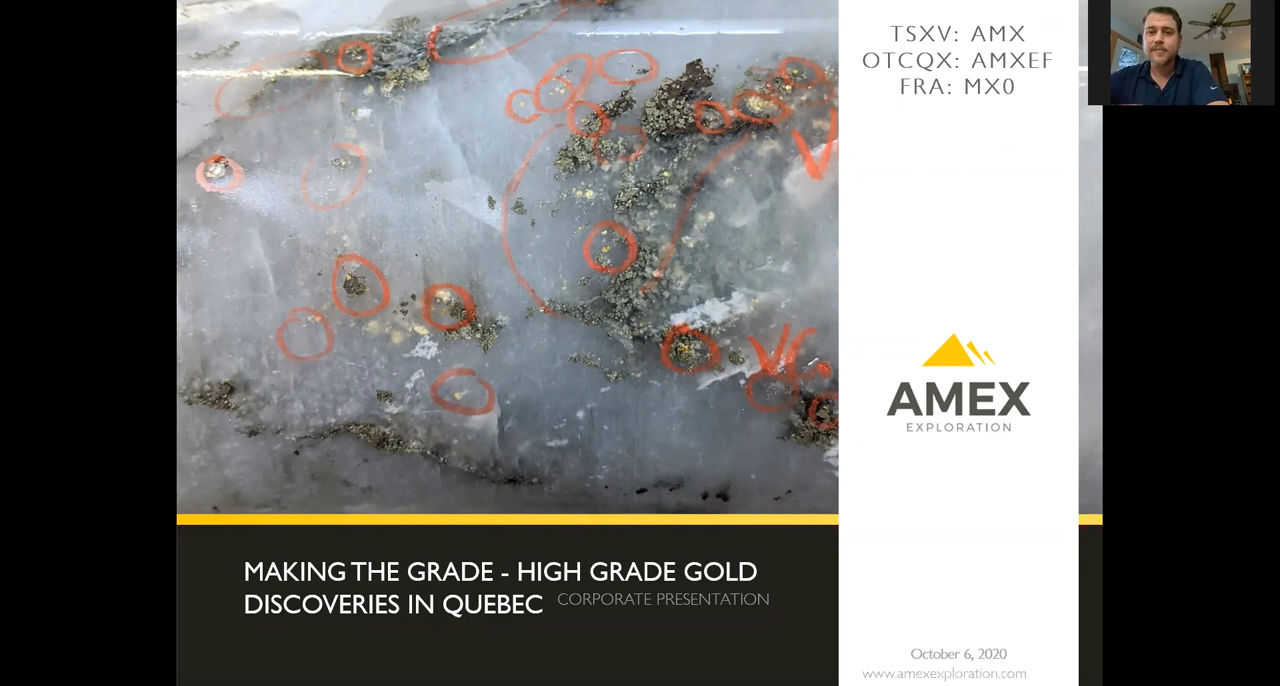 TSXV: AMX
OTCQX: AMXEF
FRA: MX0
AMEX
EXPLORATION
MAKING THE GRADE - HIGH GRADE GOLD
DISCOVERIES IN QUEBEC CORPORATE PRESENTATION
October 6, 2020
www.amexexploration.com